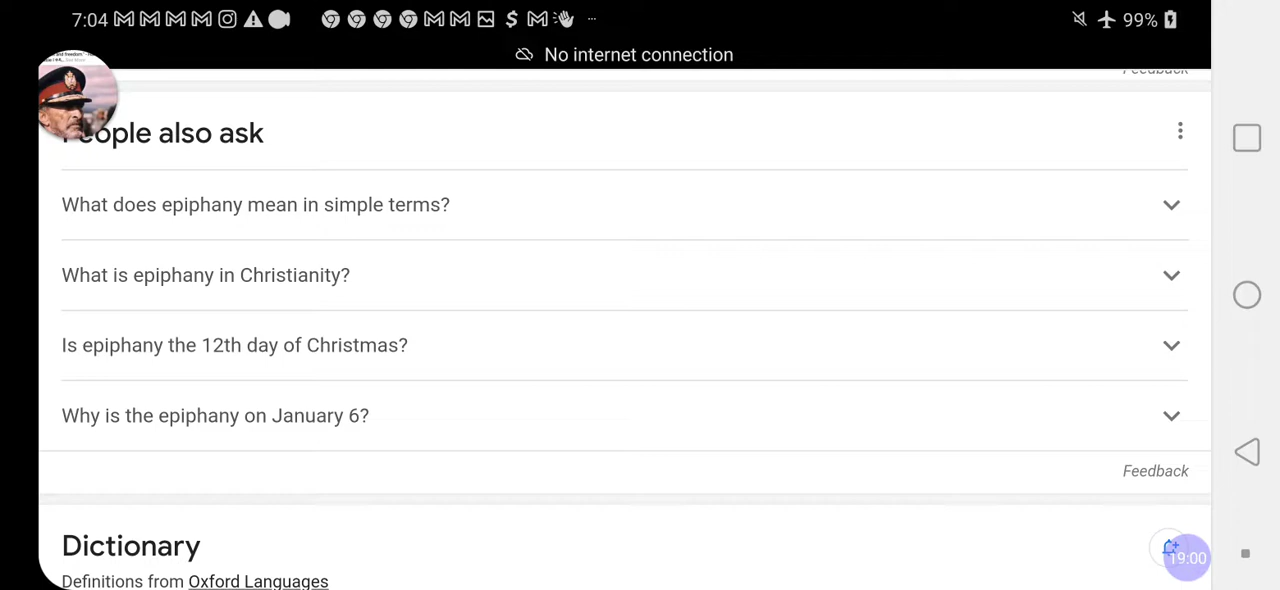 7:04
99%
No internet connection
Feedback
People also ask
What does epiphany mean in simple terms?
What is epiphany in Christianity?
Is epiphany the 12th day of Christmas?
Why is the epiphany on January 6?
Feedback
Dictionary
19:00
Definitions from Oxford Languages